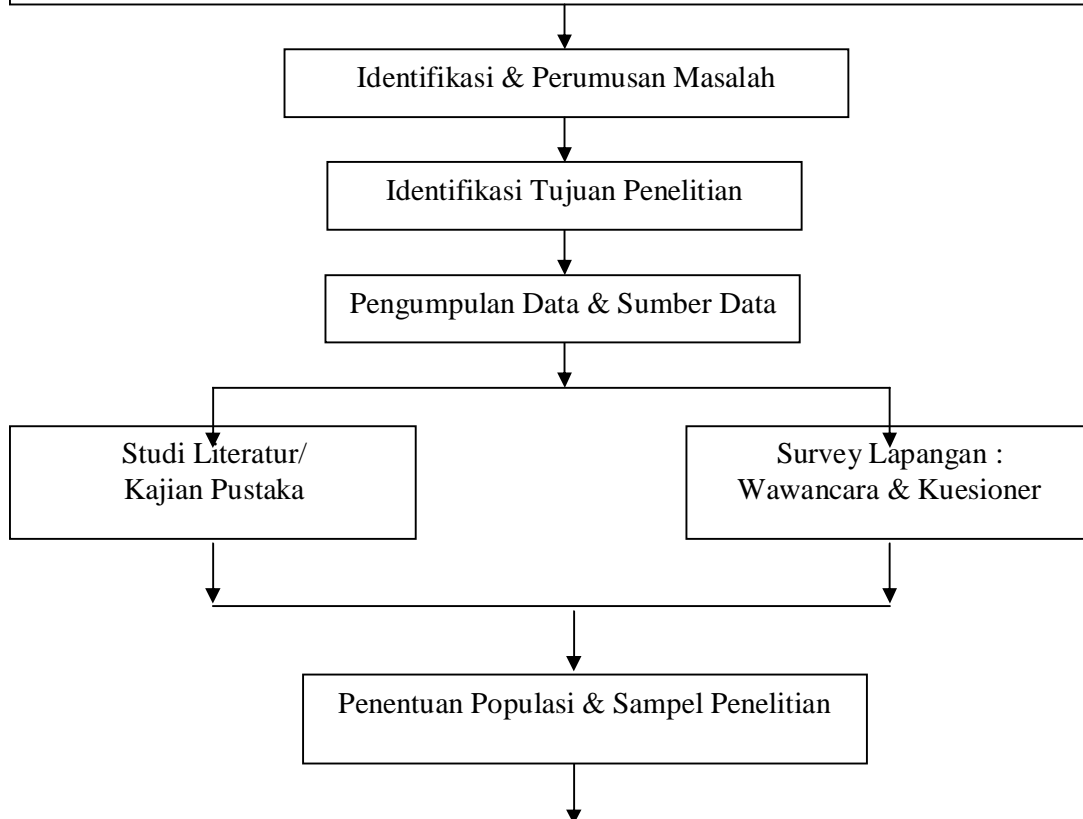 Identifikasi & Perumusan Masalah
Identifikasi Tujuan Penelitian
Pengumpulan Data & Sumber Data
Studi Literatur/
Kajian Pustaka
Survey Lapangan :
Wawancara & Kuesioner
Penentuan Populasi & Sampel Penelitian